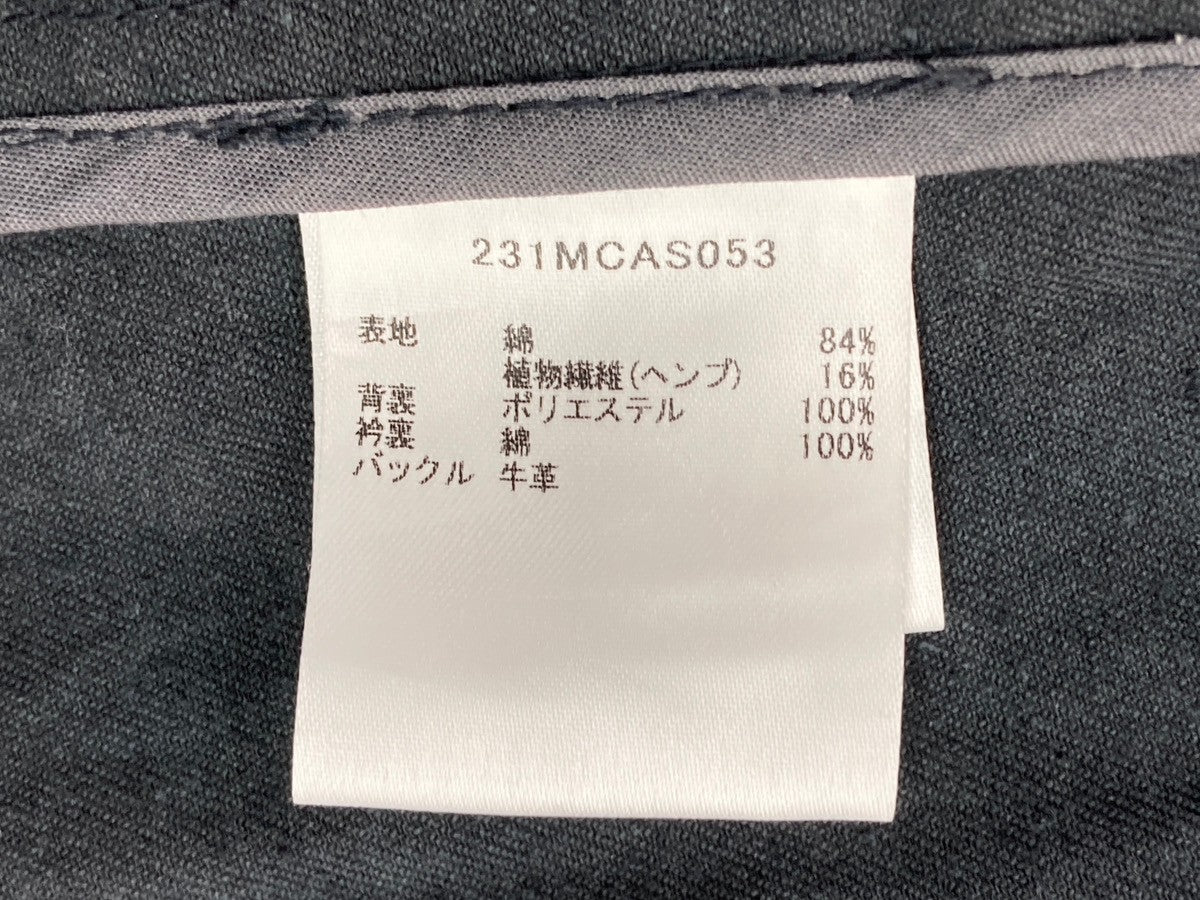 231MCAS053
表地 綿 84%
植物繊維(ヘンプ) 16%
背裏 ポリエステル 100%
衿裏 綿 100%
バックル 牛革